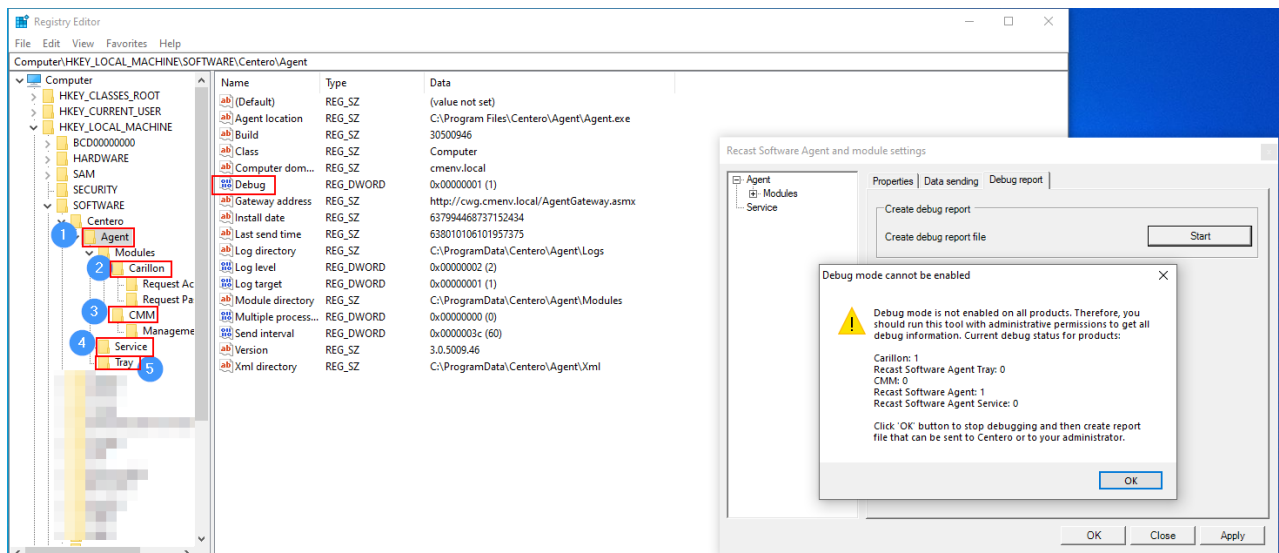 Registry Editor
File Edit View Favorites Help
Computer\HKEY_LOCAL_MACHINE\SOFTWARE\Centero\Agent
Computer
HKEY_CLASSES_ROOT
HKEY_CURRENT_USER
HKEY_LOCAL_MACHINE
BCD00000000
HARDWARE
SAM
SECURITY
SOFTWARE
Centero
1 Agent
Modules
2 Carillon
Request Ac
Request Pa
3 CMM
Manageme
4 Service
Tray 5
Name Type Data
(Default) REG_SZ (value not set)
Agent location REG_SZ C:\Program Files\Centero\Agent\Agent.exe
Build REG_SZ 30500946
Class REG_SZ Computer
Computer dom... REG_SZ cmenv.local
Debug REG_DWORD 0x00000001 (1)
Gateway address REG_SZ http://cwg.cmenv.local/AgentGateway.asmx
Install date REG_SZ 637994468737152434
Last send time REG_SZ 638010106101957375
Log directory REG_SZ C:\ProgramData\Centero\Agent\Logs
Log level REG_DWORD 0x00000002 (2)
Log target REG_DWORD 0x00000001 (1)
Module directory REG_SZ C:\ProgramData\Centero\Agent\Modules
Multiple process... REG_DWORD 0x00000000 (0)
Send interval REG_DWORD 0x0000003c (60)
Version REG_SZ 3.0.5009.46
Xml directory REG_SZ C:\ProgramData\Centero\Agent\Xml
Recast Software Agent and module settings
Agent
Modules
Service
Properties Data sending Debug report
Create debug report
Create debug report file Start
Debug mode cannot be enabled
Debug mode is not enabled on all products. Therefore, you
should run this tool with administrative permissions to get all
debug information. Current debug status for products:
Carillon: 1
Recast Software Agent Tray: 0
CMM: 0
Recast Software Agent: 1
Recast Software Agent Service: 0
Click 'OK' button to stop debugging and then create report
file that can be sent to Centero or to your administrator.
OK
OK Close Apply